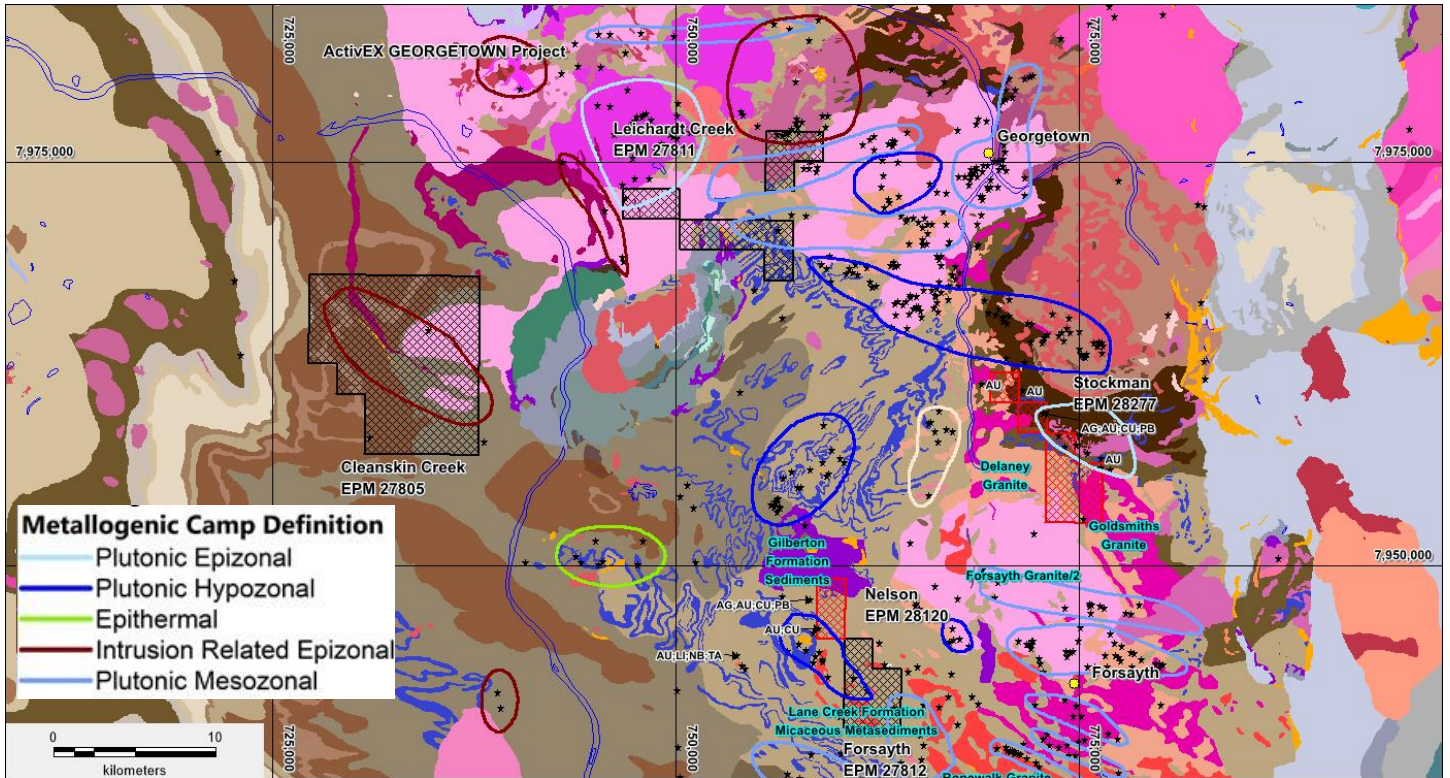 ActivEX GEORGETOWN Project
725,000
750,000
775,000
Leichardt Creek
EPM 27811
Georgetown
7,975,000
7,975,000
Stockman
EPM 28277
AU
AU
AG;AU;CU;PB
AU
Cleanskin Creek
EPM 27805
Delaney
Granite
Goldsmiths
Granite
Metallogenic Camp Definition
Plutonic Epizonal
Plutonic Hypozonal
Epithermal
Intrusion Related Epizonal
Plutonic Mesozonal
Gilberton
Formation
Sediments
7,950,000
Forsayth Granite/2
Nelson
EPM 28120
AG;AU;CU;PB
AU;CU
AU;LI;NB;TA
Forsayth
Lane Creek Formation
Micaceous Metasediments
Forsayth
EPM 27812
Ropewalk Granite
0 10
kilometers
725,000
750,000
775,000